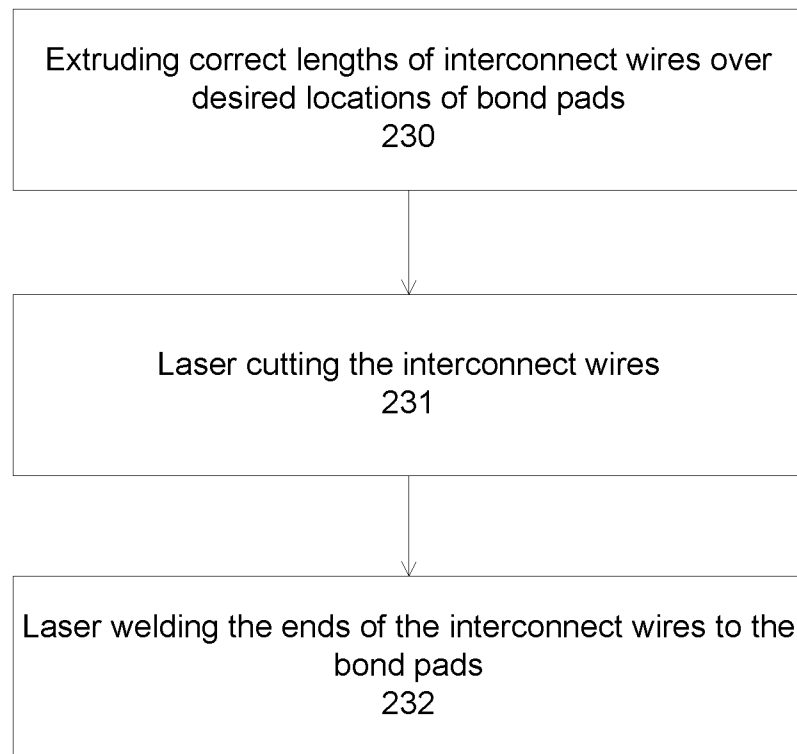 Extruding correct lengths of interconnect wires over
desired locations of bond pads
230
Laser cutting the interconnect wires
231
Laser welding the ends of the interconnect wires to the
bond pads
232